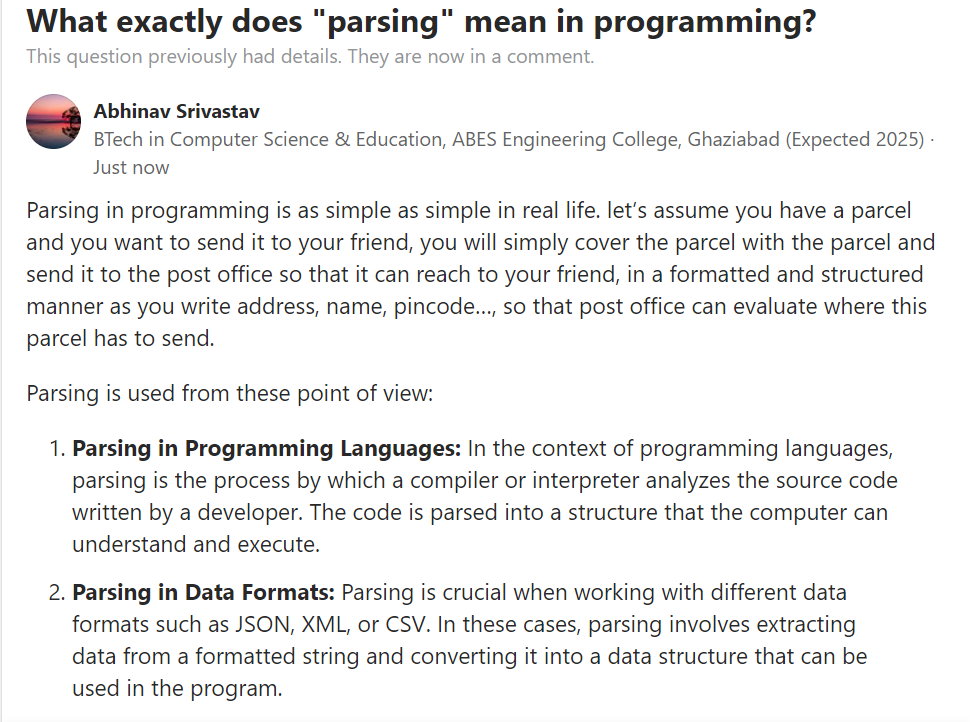 What exactly does "parsing" mean in programming?
This question previously had details. They are now in a comment.
Abhinav Srivastav
BTech in Computer Science & Education, ABES Engineering College, Ghaziabad (Expected 2025) ·
Just now
Parsing in programming is as simple as simple in real life. let’s assume you have a parcel
and you want to send it to your friend, you will simply cover the parcel with the parcel and
send it to the post office so that it can reach to your friend, in a formatted and structured
manner as you write address, name, pincode…, so that post office can evaluate where this
parcel has to send.
Parsing is used from these point of view:
1. Parsing in Programming Languages: In the context of programming languages,
parsing is the process by which a compiler or interpreter analyzes the source code
written by a developer. The code is parsed into a structure that the computer can
understand and execute.
2. Parsing in Data Formats: Parsing is crucial when working with different data
formats such as JSON, XML, or CSV. In these cases, parsing involves extracting
data from a formatted string and converting it into a data structure that can be
used in the program.